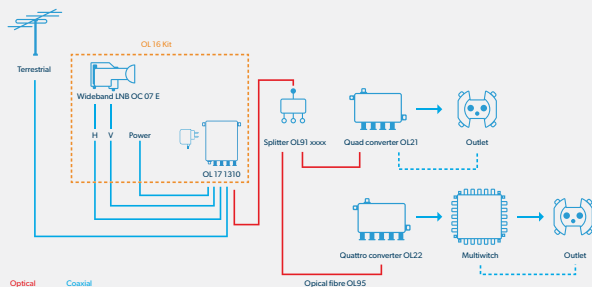 OL 16 Kit
Terrestrial
Wideband LNB OC 07 E
H V Power
OL 17 1310
Splitter OL91 xxxx
Quad converter OL21
Outlet
Quattro converter OL22
Multiwitch
Outlet
Optical
Coaxial
Opical fibre OL95